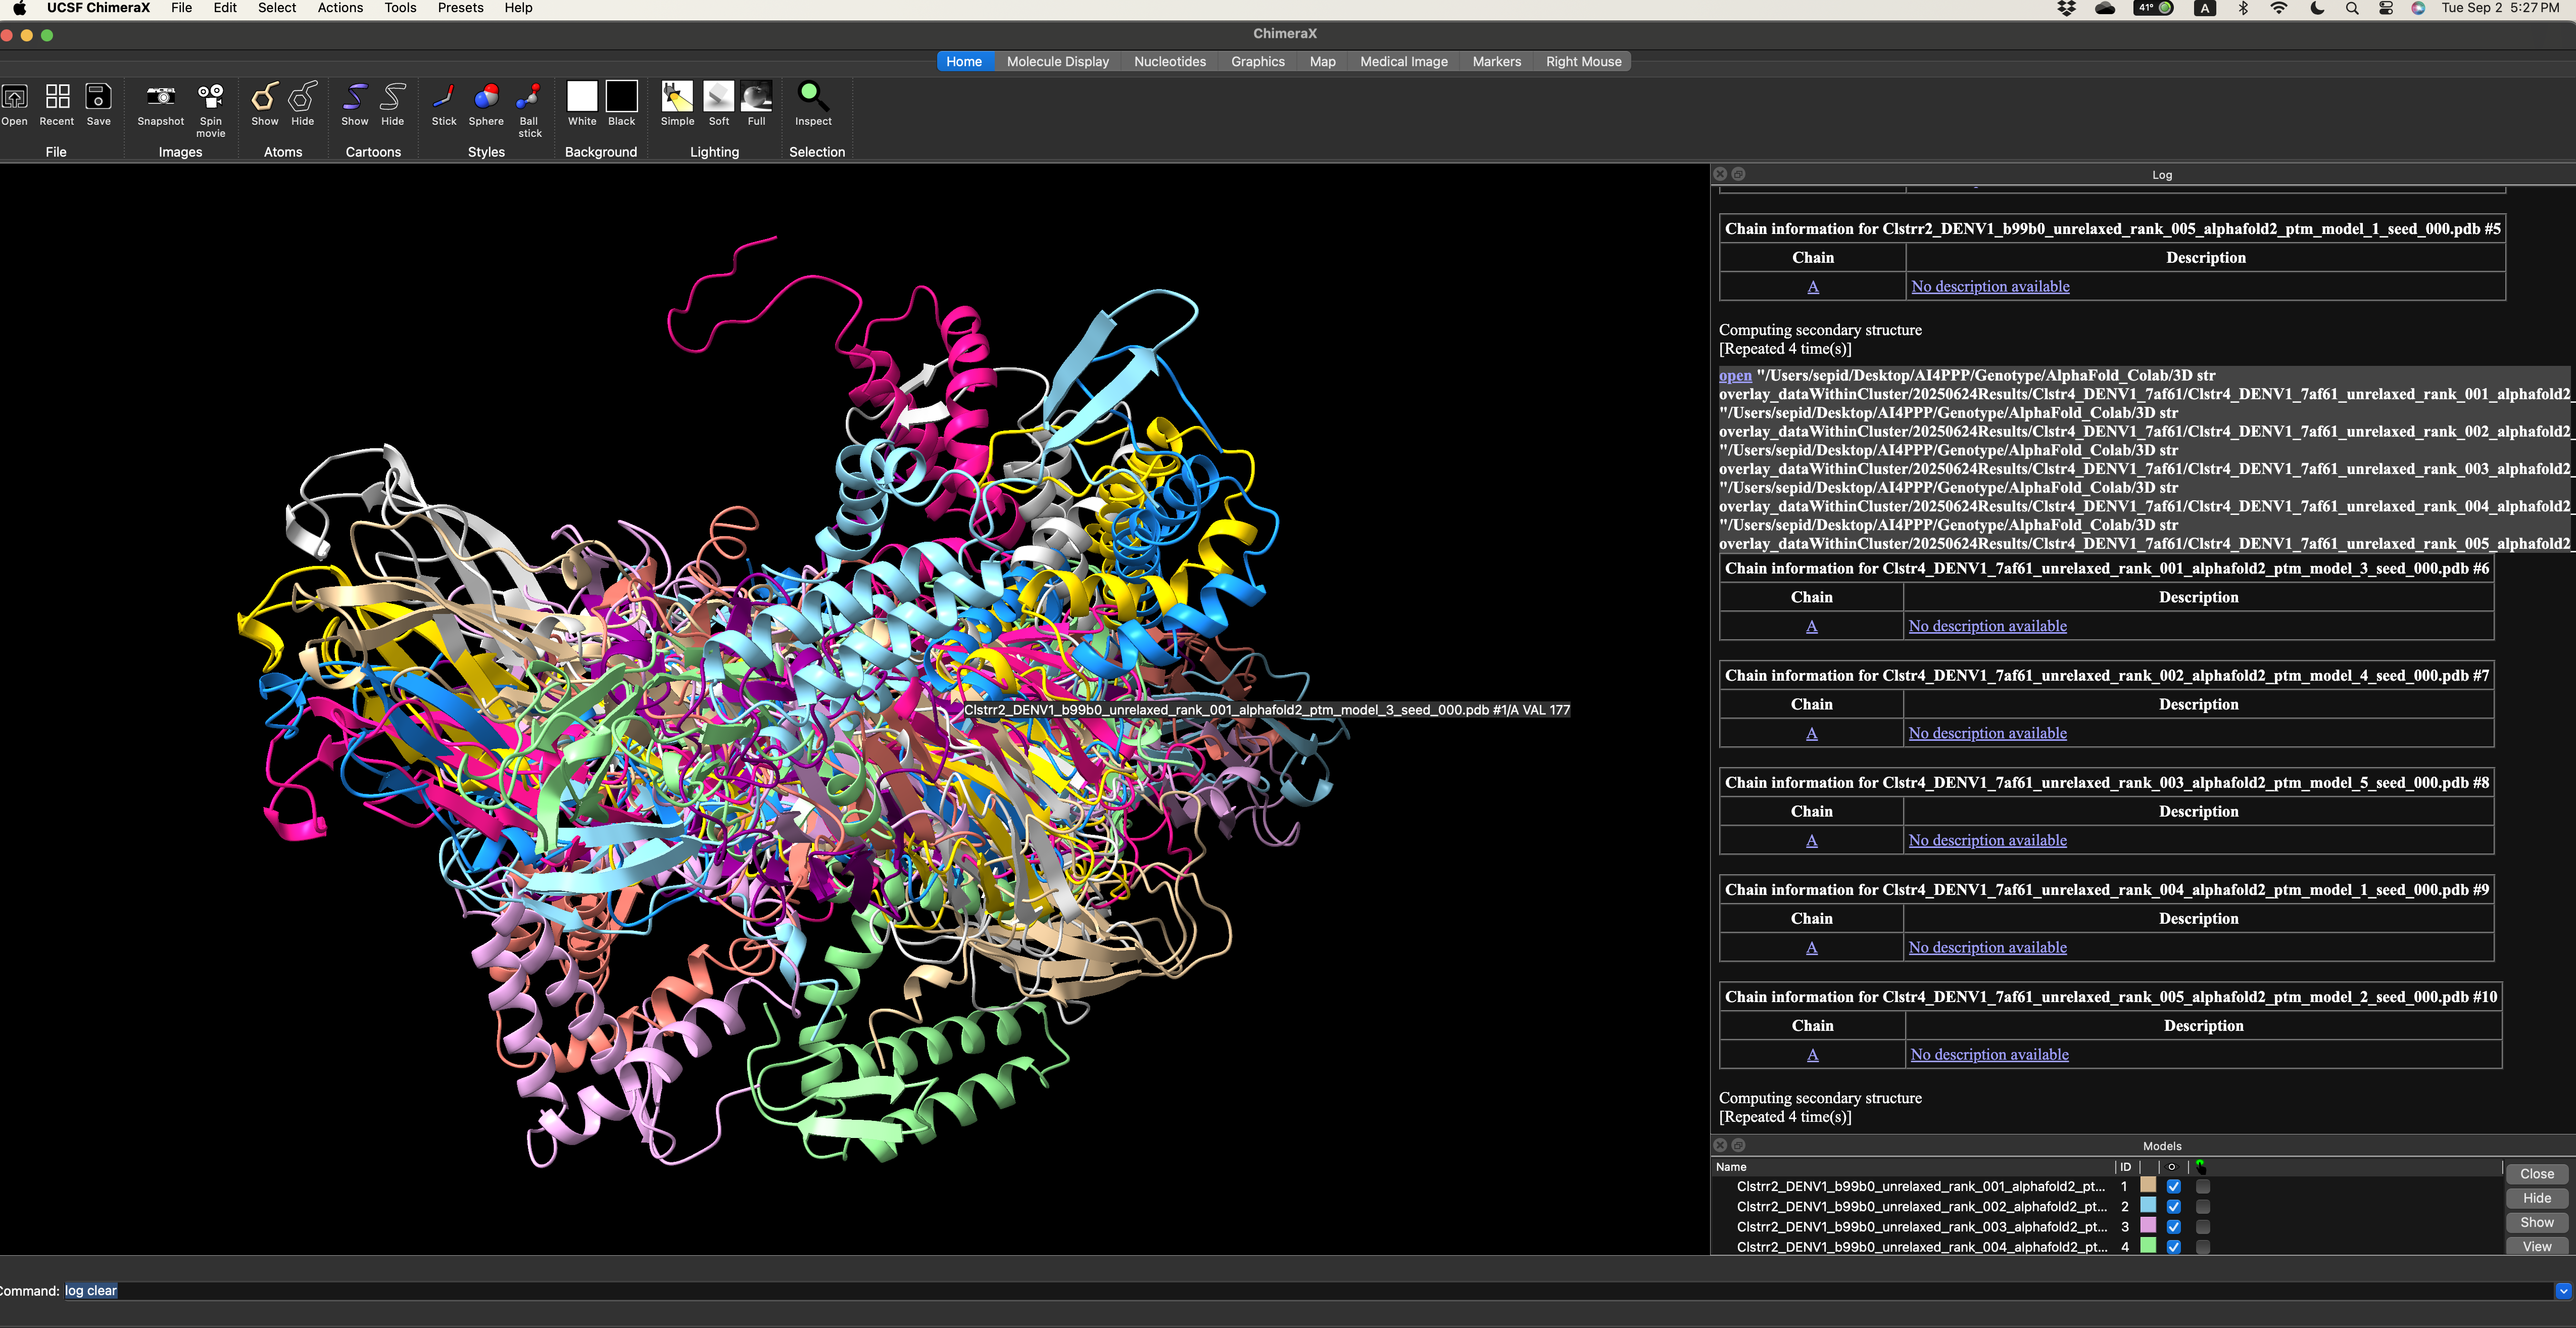 UCSF ChimeraX File Edit Select Actions Tools Presets Help 41° A Tue Sep 2 5:27 PM
ChimeraX
Home Molecule Display Nucleotides Graphics Map Medical Image Markers Right Mouse
Open Recent Save Snapshot Spin movie Show Hide Show Hide Stick Sphere Ball stick White Black Simple Soft Full Inspect
File Images Atoms Cartoons Styles Background Lighting Selection
Log
Chain information for Clstrr2_DENV1_b99b0_unrelaxed_rank_005_alphafold2_ptm_model_1_seed_000.pdb #5
Chain Description
A No description available
Computing secondary structure
[Repeated 4 time(s)]
open "/Users/sepid/Desktop/AI4PPP/Genotype/AlphaFold_Colab/3D str
overlay_dataWithinCluster/20250624Results/Clstr4_DENV1_7af61/Clstr4_DENV1_7af61_unrelaxed_rank_001_alphafold2_
"/Users/sepid/Desktop/AI4PPP/Genotype/AlphaFold_Colab/3D str
overlay_dataWithinCluster/20250624Results/Clstr4_DENV1_7af61/Clstr4_DENV1_7af61_unrelaxed_rank_002_alphafold2_
"/Users/sepid/Desktop/AI4PPP/Genotype/AlphaFold_Colab/3D str
overlay_dataWithinCluster/20250624Results/Clstr4_DENV1_7af61/Clstr4_DENV1_7af61_unrelaxed_rank_003_alphafold2_
"/Users/sepid/Desktop/AI4PPP/Genotype/AlphaFold_Colab/3D str
overlay_dataWithinCluster/20250624Results/Clstr4_DENV1_7af61/Clstr4_DENV1_7af61_unrelaxed_rank_004_alphafold2_
"/Users/sepid/Desktop/AI4PPP/Genotype/AlphaFold_Colab/3D str
overlay_dataWithinCluster/20250624Results/Clstr4_DENV1_7af61/Clstr4_DENV1_7af61_unrelaxed_rank_005_alphafold2_
Chain information for Clstr4_DENV1_7af61_unrelaxed_rank_001_alphafold2_ptm_model_3_seed_000.pdb #6
Chain Description
A No description available
Chain information for Clstr4_DENV1_7af61_unrelaxed_rank_002_alphafold2_ptm_model_4_seed_000.pdb #7
Chain Description
A No description available
Clstrr2_DENV1_b99b0_unrelaxed_rank_001_alphafold2_ptm_model_3_seed_000.pdb #1/A VAL 177
Chain information for Clstr4_DENV1_7af61_unrelaxed_rank_003_alphafold2_ptm_model_5_seed_000.pdb #8
Chain Description
A No description available
Chain information for Clstr4_DENV1_7af61_unrelaxed_rank_004_alphafold2_ptm_model_1_seed_000.pdb #9
Chain Description
A No description available
Chain information for Clstr4_DENV1_7af61_unrelaxed_rank_005_alphafold2_ptm_model_2_seed_000.pdb #10
Chain Description
A No description available
Computing secondary structure
[Repeated 4 time(s)]
Models
Name ID Close
Clstrr2_DENV1_b99b0_unrelaxed_rank_001_alphafold2_pt... 1
Hide
Clstrr2_DENV1_b99b0_unrelaxed_rank_002_alphafold2_pt... 2
Show
Clstrr2_DENV1_b99b0_unrelaxed_rank_003_alphafold2_pt... 3
Clstrr2_DENV1_b99b0_unrelaxed_rank_004_alphafold2_pt... 4 View
Command: log clear